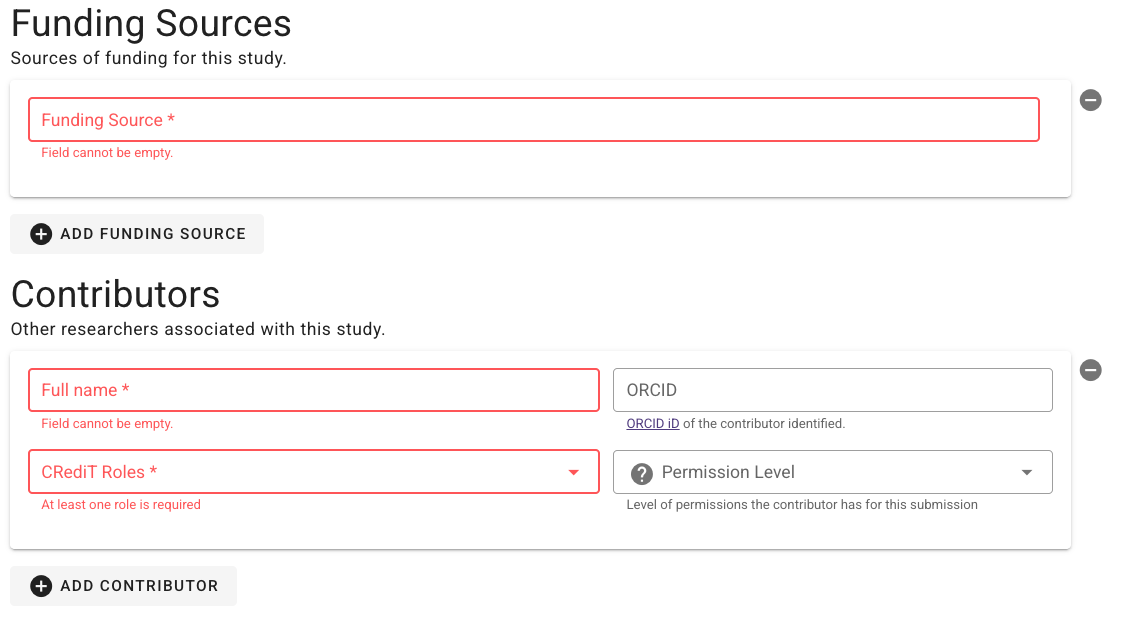 Funding Sources
Sources of funding for this study.
Funding Source *
Field cannot be empty.
ADD FUNDING SOURCE
Contributors
Other researchers associated with this study.
Full name *
ORCID
Field cannot be empty.
ORCID iD of the contributor identified.
CRediT Roles *
? Permission Level
At least one role is required
Level of permissions the contributor has for this submission
ADD CONTRIBUTOR